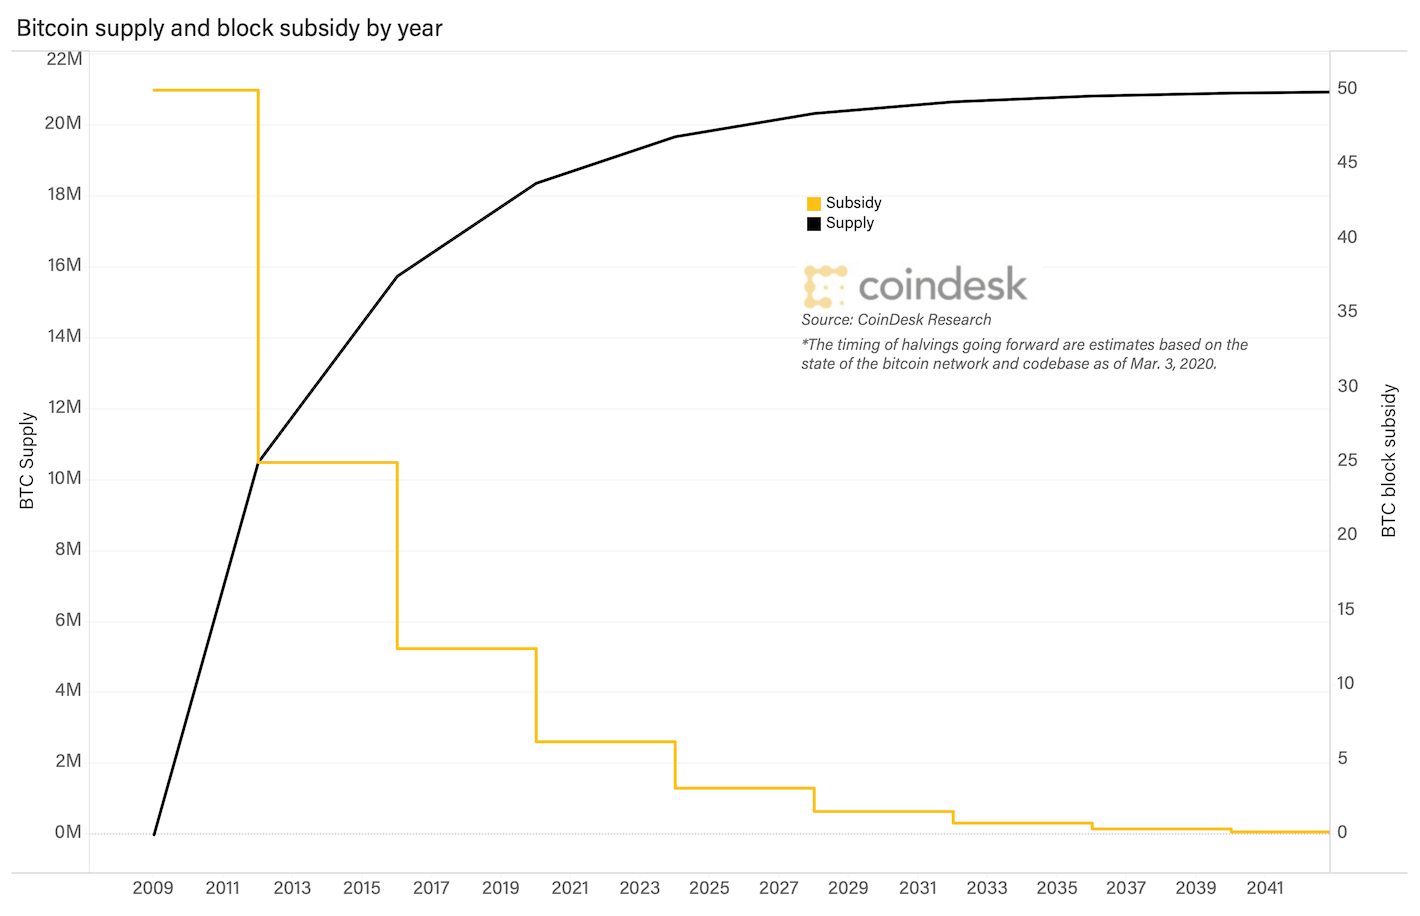 Bitcoin supply and block subsidy by year
22M
20M
18M
16M
14M
12M
10M
8M
6M
4M
2M
0M
BTC Supply
50
45
40
35
30
25
20
15
10
5
0
BTC block subsidy
Subsidy
Supply
coindesk
Source: CoinDesk Research
*The timing of halvings going forward are estimates based on the
state of the bitcoin network and codebase as of Mar. 3, 2020.
2009 2011 2013 2015 2017 2019 2021 2023 2025 2027 2029 2031 2033 2035 2037 2039 2041